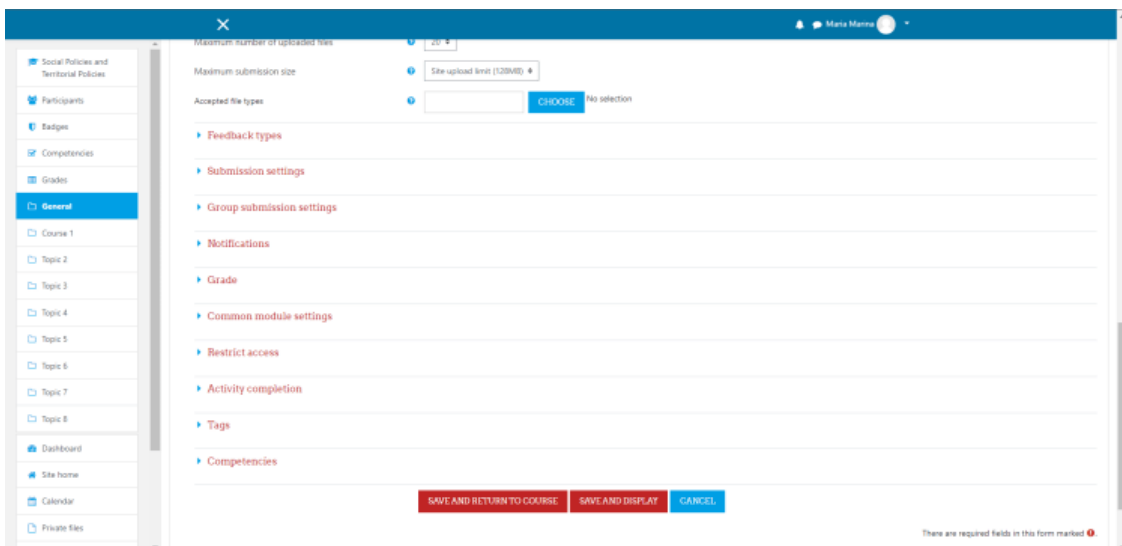 Maria Marina
Social Policies and
Territorial Policies
Participants
Badges
Competencies
Grades
General
Course 1
Topic 2
Topic 3
Topic 4
Topic 5
Topic 6
Topic 7
Topic 8
Dashboard
Site home
Calendar
Private files
Maximum number of uploaded files
20
Maximum submission size
Site upload limit (128MB)
Accepted file types
CHOOSE
No selection
Feedback types
Submission settings
Group submission settings
Notifications
Grade
Common module settings
Restrict access
Activity completion
Tags
Competencies
SAVE AND RETURN TO COURSE
SAVE AND DISPLAY
CANCEL
There are required fields in this form marked